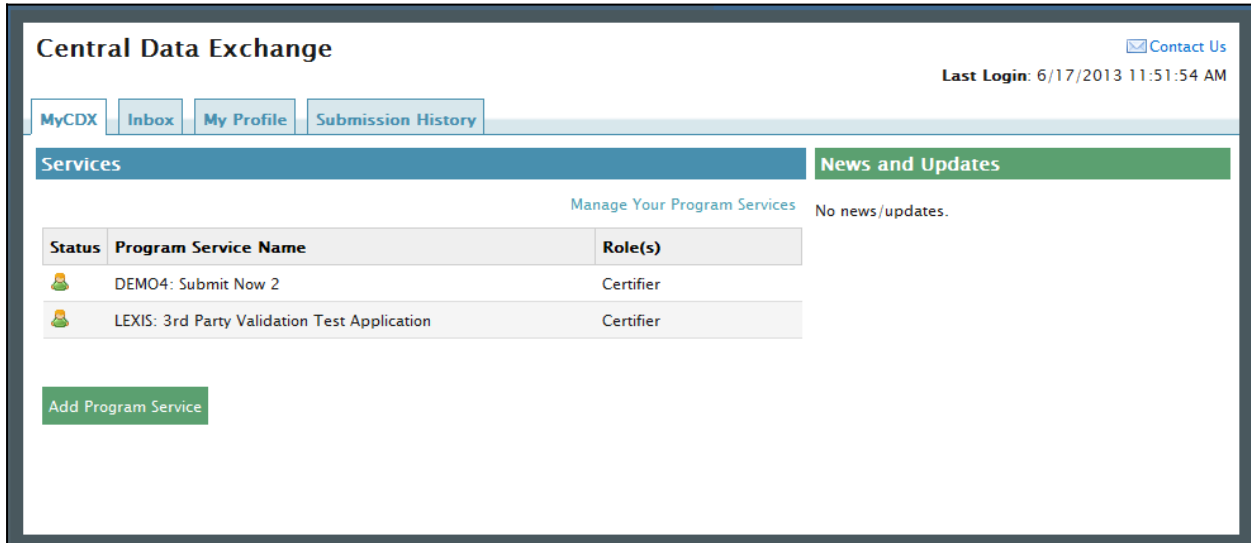 Central Data Exchange
Contact Us
Last Login: 6/17/2013 11:51:54 AM
MyCDX Inbox My Profile Submission History
Services
News and Updates
Manage Your Program Services
No news/updates.
Status Program Service Name Role(s)
DEMO4: Submit Now 2 Certifier
LEXIS: 3rd Party Validation Test Application Certifier
Add Program Service